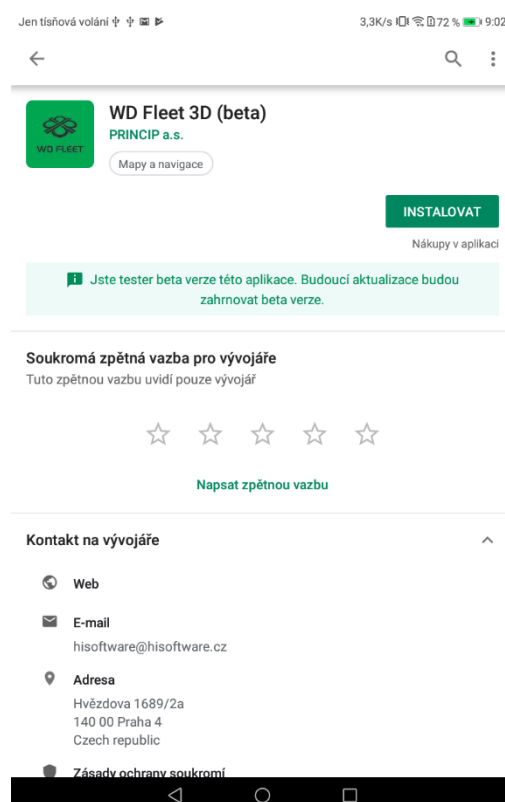 Jen tísňová volání
3,3K/s 72 % 9:02
WD FLEET
WD Fleet 3D (beta)
PRINCIP a.s.
Mapy a navigace
INSTALOVAT
Nákupy v aplikaci
Jste tester beta verze této aplikace. Budoucí aktualizace budou
zahrnovat beta verze.
Soukromá zpětná vazba pro vývojáře
Tuto zpětnou vazbu uvidí pouze vývojář
Napsat zpětnou vazbu
Kontakt na vývojáře
Web
E-mail
hisoftware@hisoftware.cz
Adresa
Hvězdova 1689/2a
140 00 Praha 4
Czech republic
Zásady ochrany soukromí